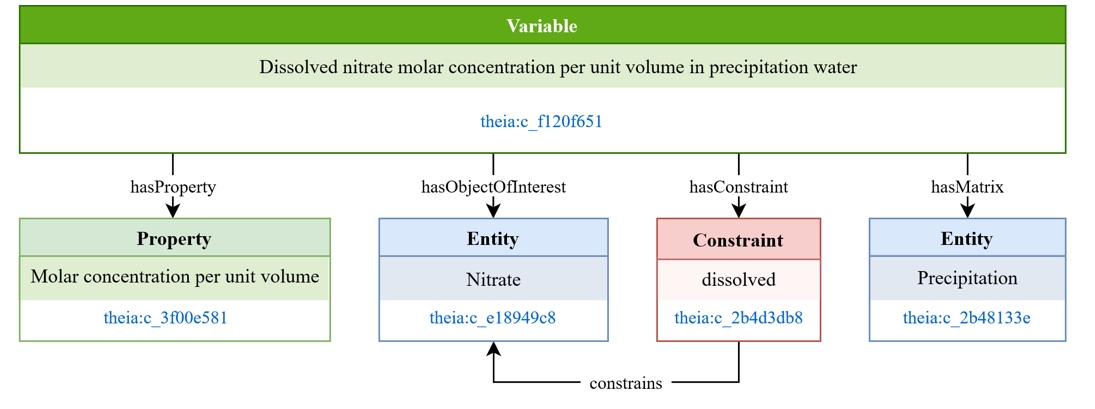 Variable
Dissolved nitrate molar concentration per unit volume in precipitation water
theia:c_f120f651
hasProperty
hasObjectOfInterest
hasConstraint
hasMatrix
Property
Molar concentration per unit volume
theia:c_3f00e581
Entity
Nitrate
theia:c_e18949c8
Constraint
dissolved
theia:c_2b4d3db8
Entity
Precipitation
theia:c_2b48133e
constrains